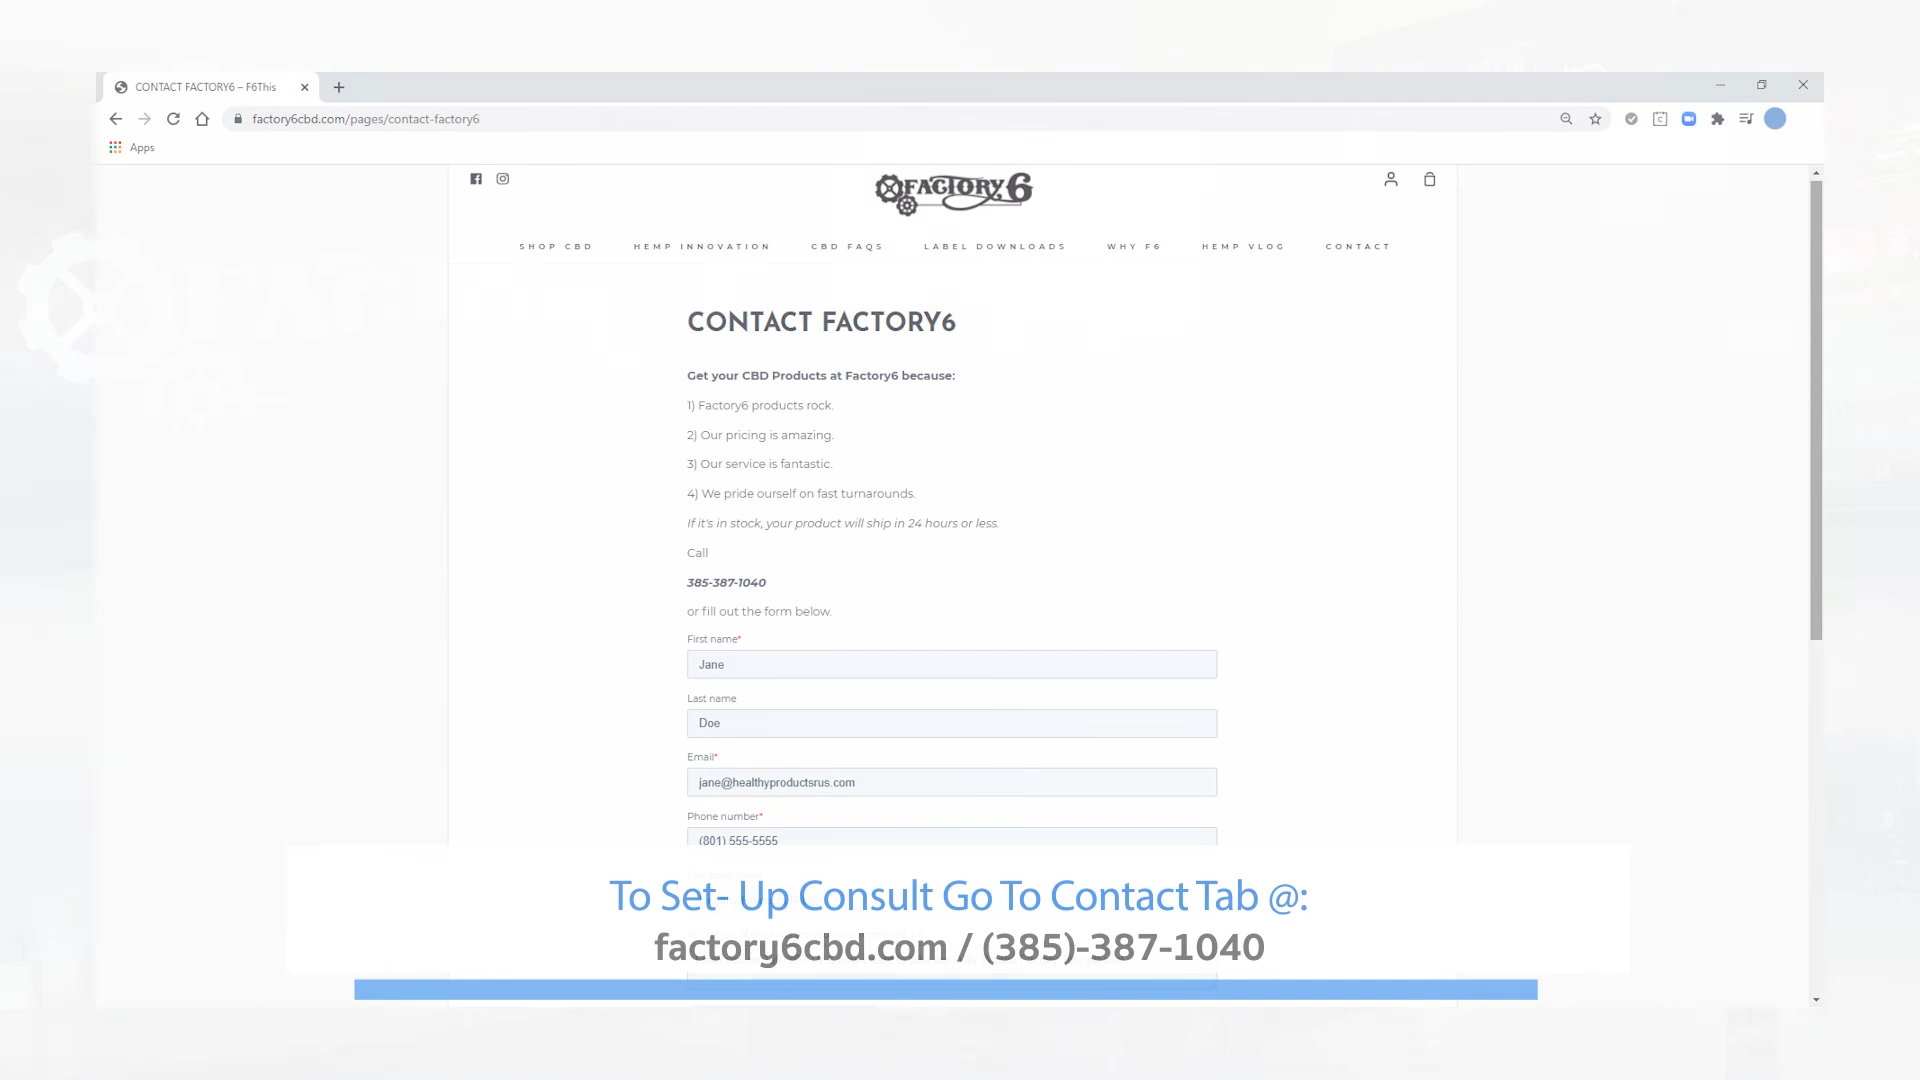 CONTACT FACTORY6 – F6This
factory6cbd.com/pages/contact-factory6
Apps
FACTORY 6
SHOP CBD HEMP INNOVATION CBD FAQS LABEL DOWNLOADS WHY F6 HEMP VLOG CONTACT
CONTACT FACTORY6
Get your CBD Products at Factory6 because:
1) Factory6 products rock.
2) Our pricing is amazing.
3) Our service is fantastic.
4) We pride ourself on fast turnarounds.
If it's in stock, your product will ship in 24 hours or less.
Call
385-387-1040
or fill out the form below.
First name*
Jane
Last name
Doe
Email*
jane@healthyproductsrus.com
Phone number*
(801) 555-5555
To Set- Up Consult Go To Contact Tab @:
factory6cbd.com / (385)-387-1040